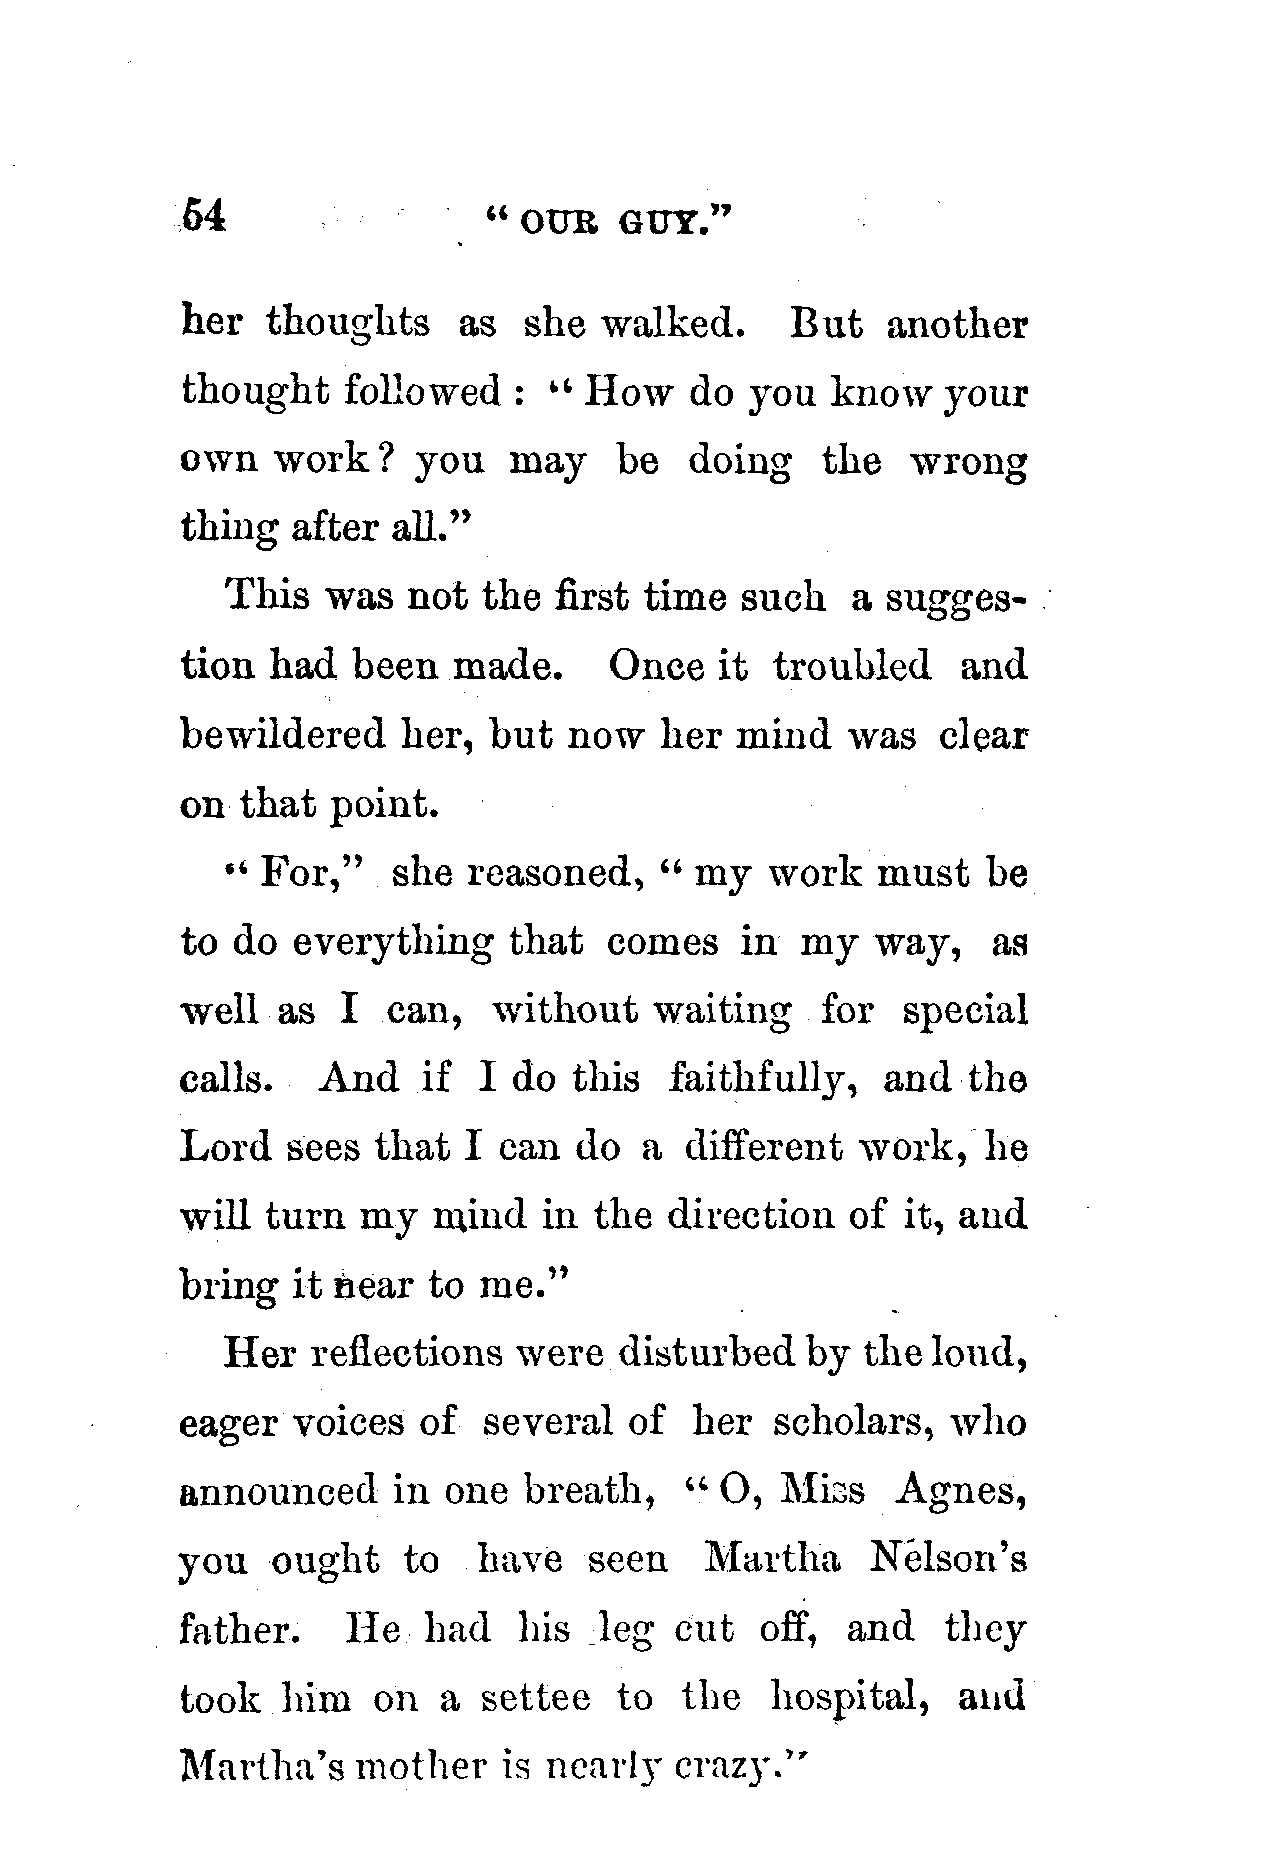 54 “ OUR GUY.”
her thoughts as she walked. But another
thought followed : “ How do you know your
own work? you may be doing the wrong
thing after all.”
This was not the first time such a sugges-
tion had been made. Once it troubled and
bewildered her, but now her mind was clear
on that point.
“ For,” she reasoned, “ my work must be
to do everything that comes in my way, as
well as I can, without waiting for special
calls. And if I do this faithfully, and the
Lord sees that I can do a different work, he
will turn my mind in the direction of it, and
bring it near to me.”
Her reflections were disturbed by the loud,
eager voices of several of her scholars, who
announced in one breath, “ O, Miss Agnes,
you ought to have seen Martha Nelson’s
father. He had his leg cut off, and they
took him on a settee to the hospital, and
Martha’s mother is nearly crazy.”